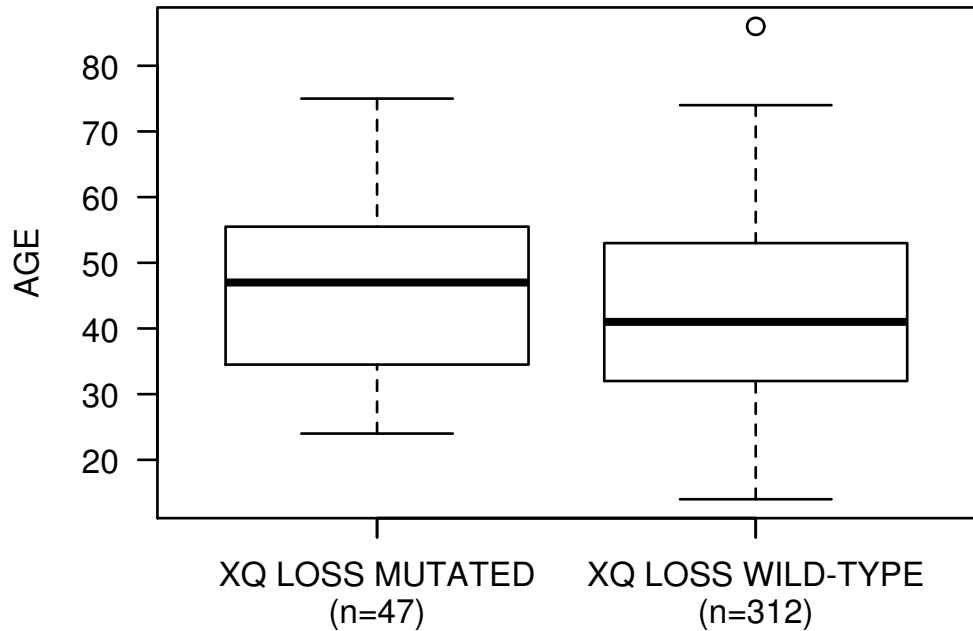 AGE
80
70
60
50
40
30
20
XQ LOSS MUTATED
(n=47)
XQ LOSS WILD-TYPE
(n=312)